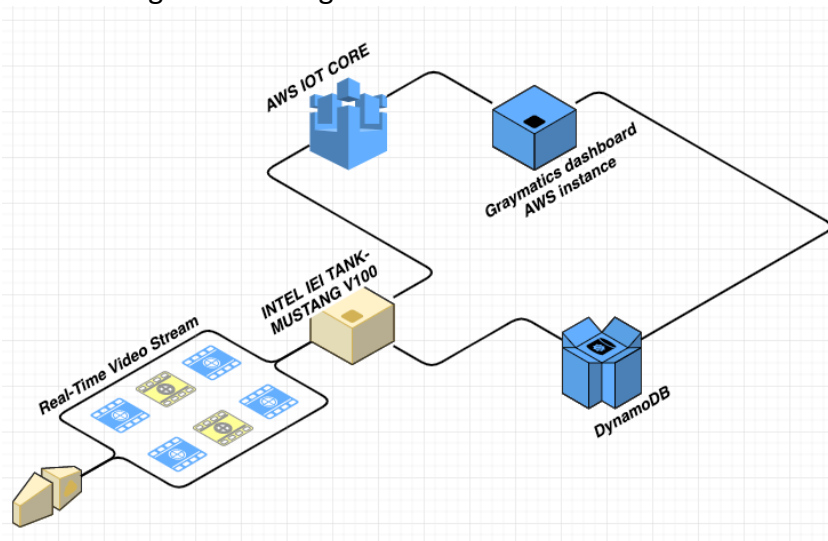 AWS IOT CORE
Graymatics dashboard
AWS instance
INTEL IEI TANK-
MUSTANG V100
Real-Time Video Stream
DynamoDB